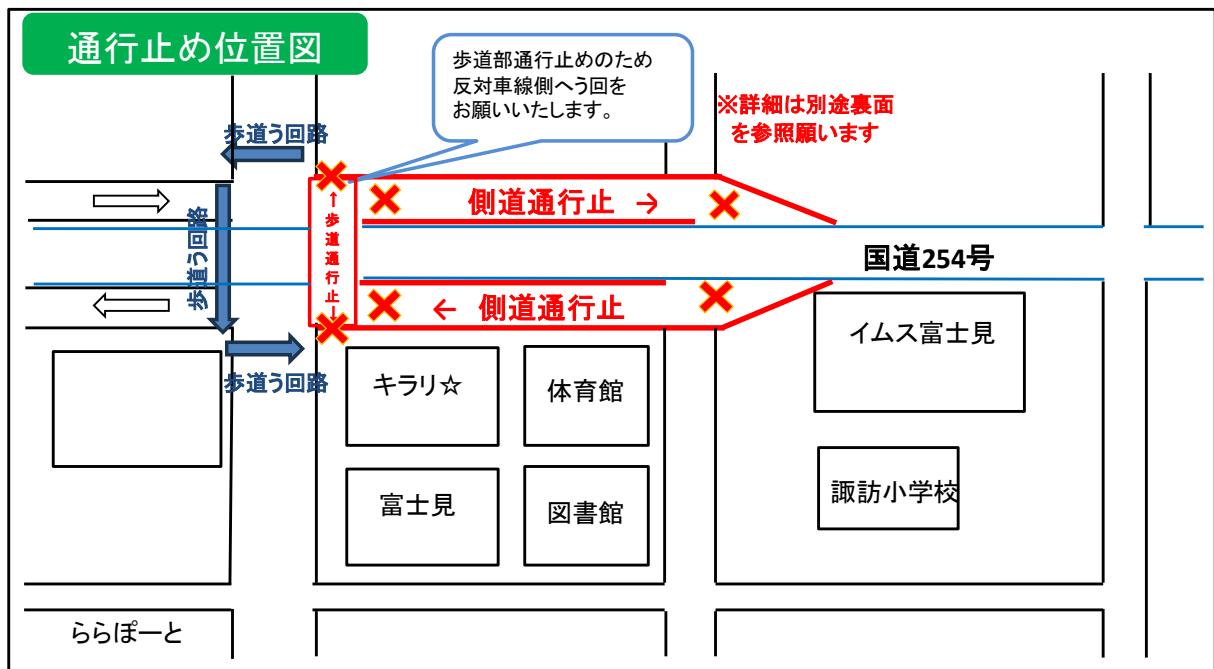 通行止め位置図
歩道部通行止めのため
反対車線側へう回を
お願いいたします。
※詳細は別途裏面
を参照願います
歩道う回路
側道通行止 →
歩道う回路
←歩道通行止→
国道254号
← 側道通行止
イムス富士見
歩道う回路
キラリ☆
体育館
富士見
図書館
諏訪小学校
ららぽーと